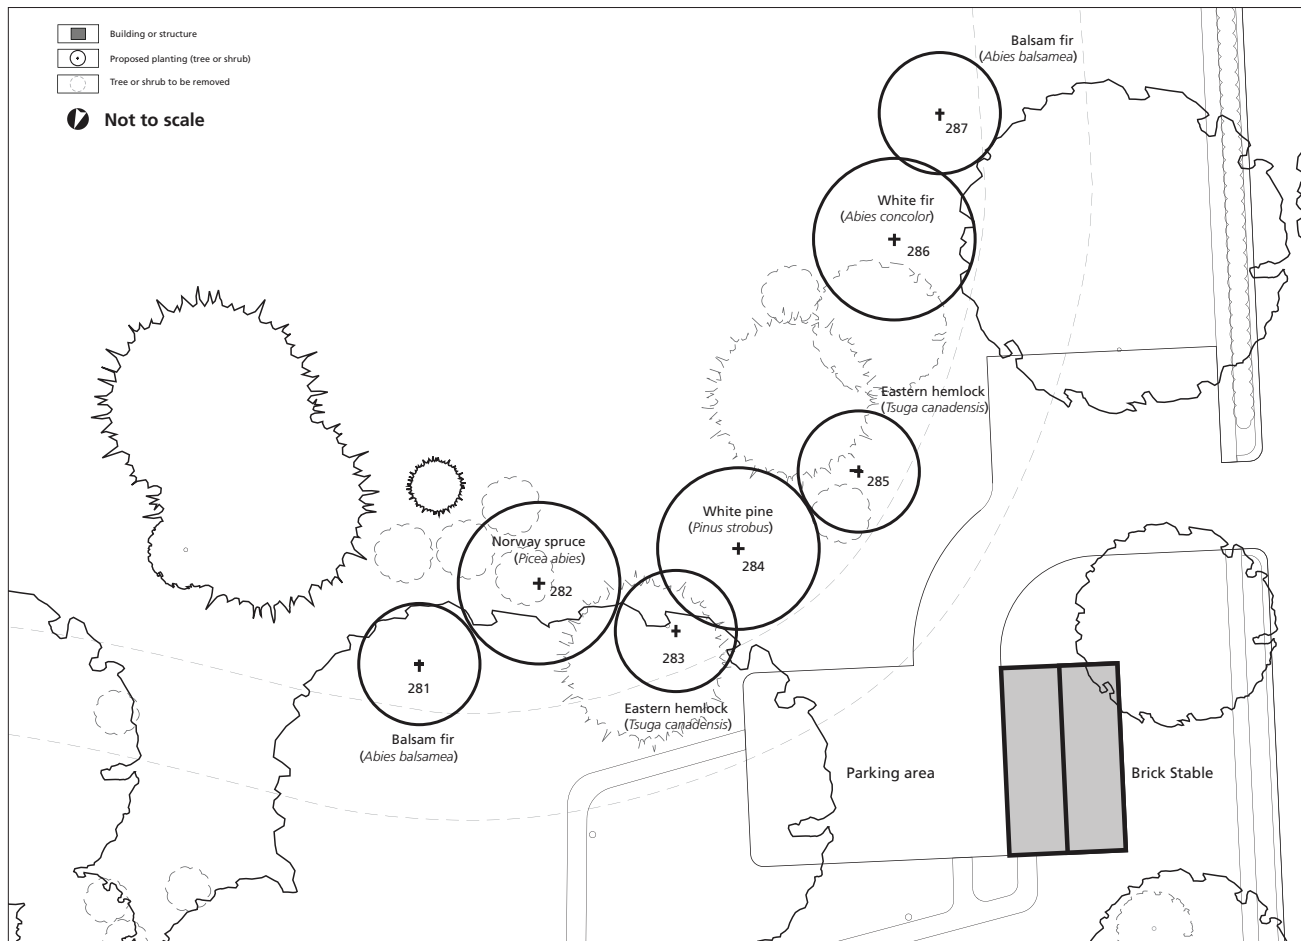 Building or structure
Proposed planting (tree or shrub)
Tree or shrub to be removed
Not to scale
Balsam fir
(Abies balsamea)
287
White fir
(Abies concolor)
286
Eastern hemlock
(Tsuga canadensis)
285
White pine
(Pinus strobus)
284
Norway spruce
(Picea abies)
282
283
Eastern hemlock
(Tsuga canadensis)
281
Balsam fir
(Abies balsamea)
Parking area
Brick Stable